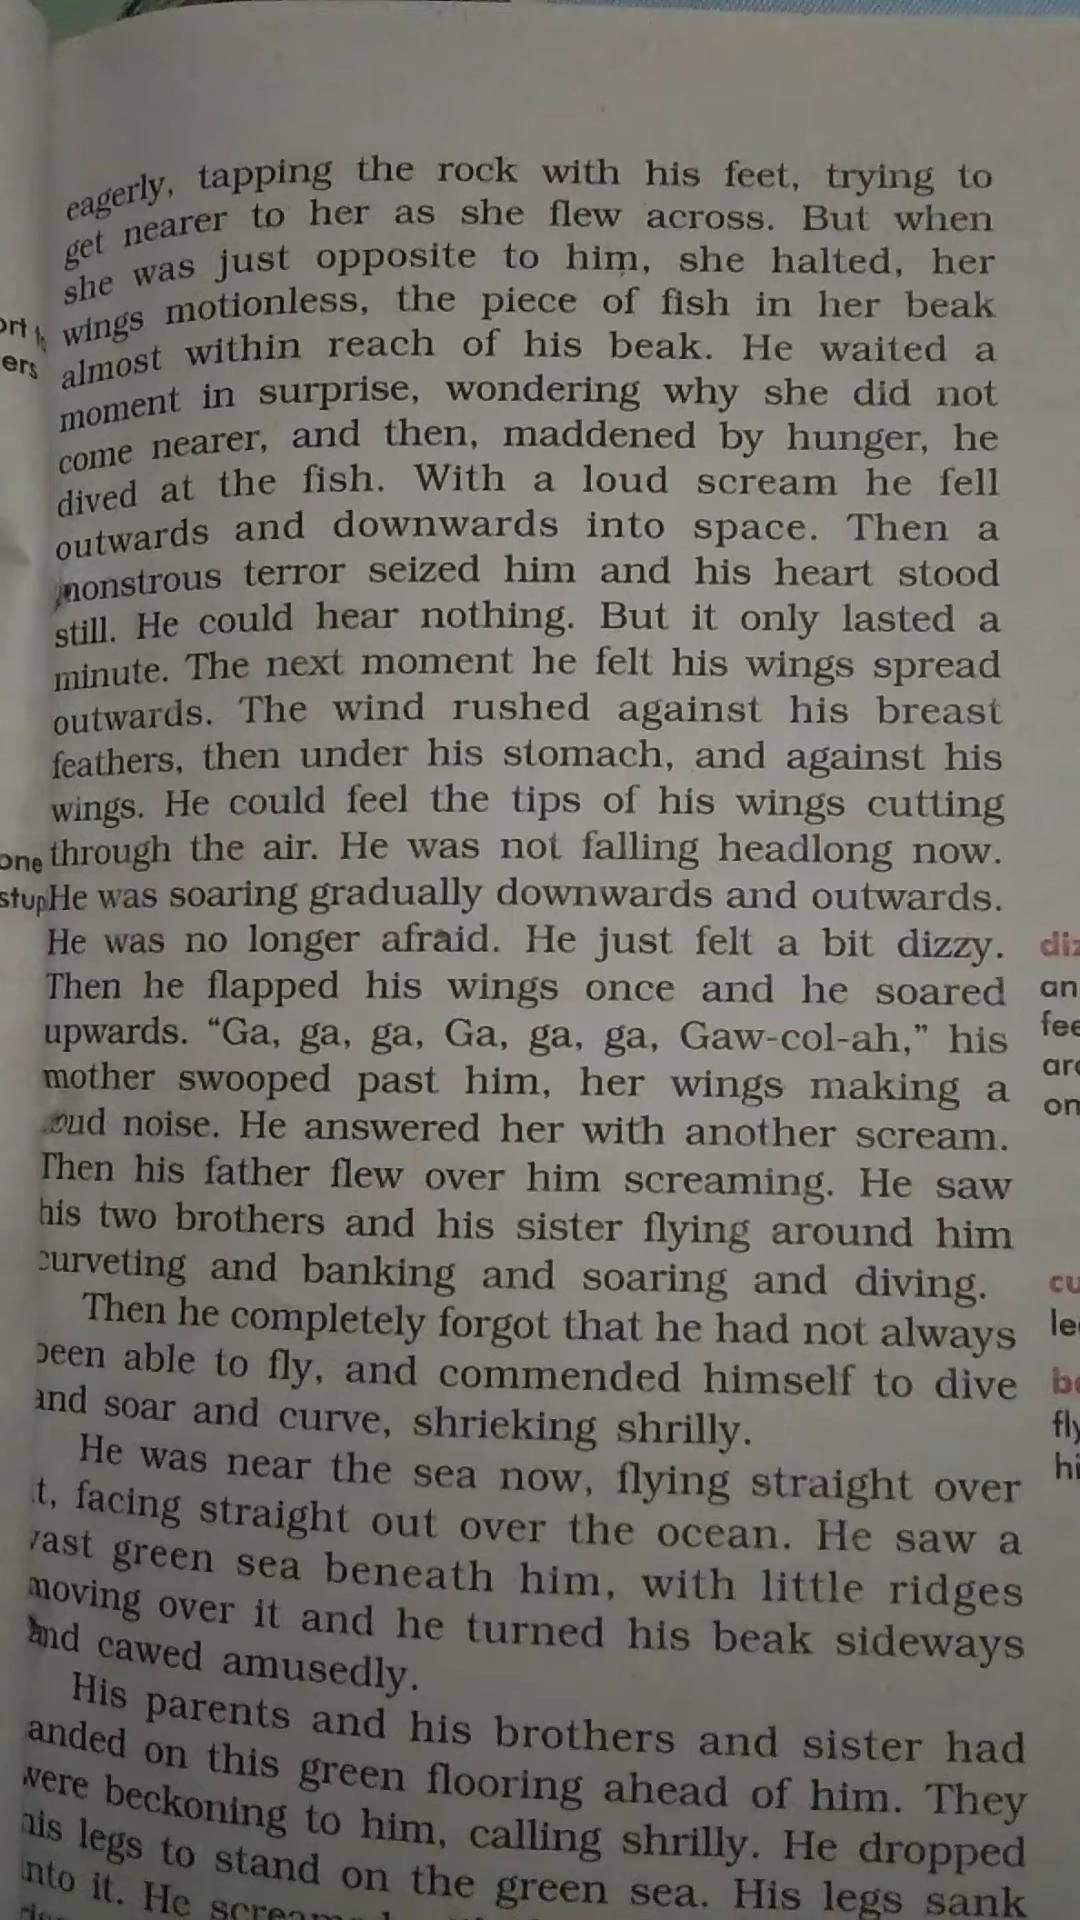 eagerly, tapping the rock with his feet, trying to
get nearer to her as she flew across. But when
she was just opposite to him, she halted, her
wings motionless, the piece of fish in her beak
almost within reach of his beak. He waited a
moment in surprise, wondering why she did not
come nearer, and then, maddened by hunger, he
dived at the fish. With a loud scream he fell
outwards and downwards into space. Then a
monstrous terror seized him and his heart stood
still. He could hear nothing. But it only lasted a
minute. The next moment he felt his wings spread
outwards. The wind rushed against his breast
feathers, then under his stomach, and against his
wings. He could feel the tips of his wings cutting
through the air. He was not falling headlong now.
He was soaring gradually downwards and outwards.
He was no longer afraid. He just felt a bit dizzy.
Then he flapped his wings once and he soared
upwards. “Ga, ga, ga, Ga, ga, ga, Gaw-col-ah,” his
mother swooped past him, her wings making a
oud noise. He answered her with another scream.
Then his father flew over him screaming. He saw
his two brothers and his sister flying around him
curveting and banking and soaring and diving.
Then he completely forgot that he had not always
been able to fly, and commended himself to dive
and soar and curve, shrieking shrilly.
He was near the sea now, flying straight over
t, facing straight out over the ocean. He saw a
vast green sea beneath him, with little ridges
moving over it and he turned his beak sideways
and cawed amusedly.
His parents and his brothers and sister had
anded on this green flooring ahead of him. They
were beckoning to him, calling shrilly. He dropped
his legs to stand on the green sea. His legs sank
into it. He
ers
one
stup
diz
an
fee
on
cu
fly
hi